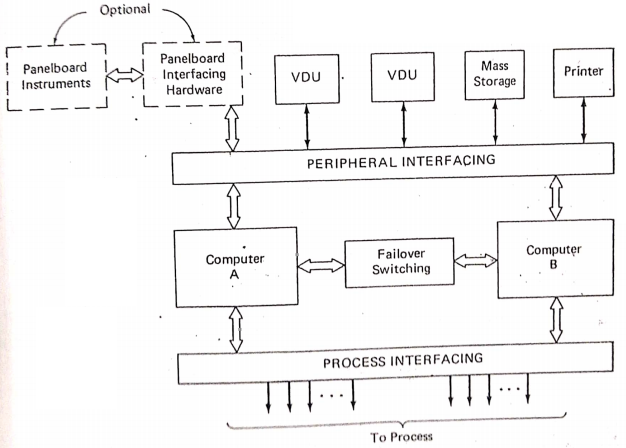 Optional
Panelboard
Instruments
Panelboard
Interfacing
Hardware
VDU
VDU
Mass
Storage
Printer
PERIPHERAL INTERFACING
Computer
A
Failover
Switching
Computer
B
PROCESS INTERFACING
To Process